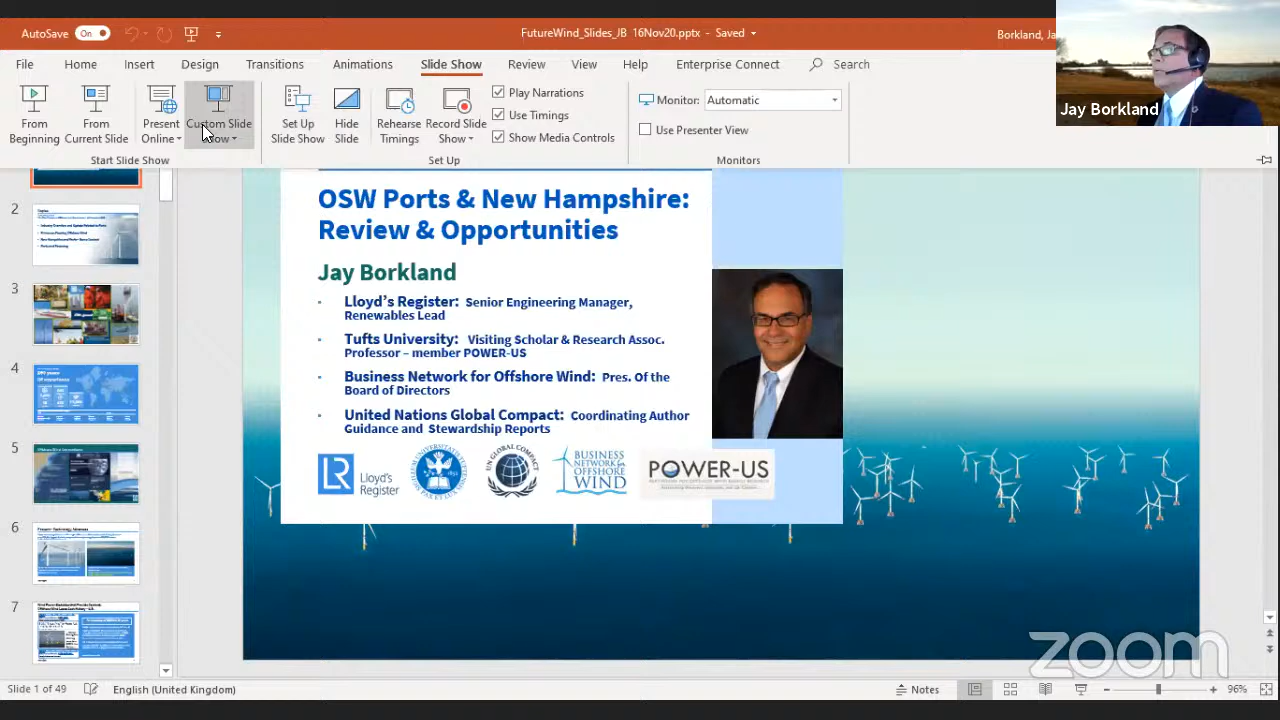 AutoSave On
FutureWind_Slides_JB 16Nov20.pptx - Saved
Borkland, Ja
File Home Insert Design Transitions Animations Slide Show Review View Help Enterprise Connect Search
Jay Borkland
From Beginning
From Current Slide
Present Online
Custom Slide Show
Set Up Slide Show
Hide Slide
Rehearse Timings
Record Slide Show
Play Narrations
Use Timings
Show Media Controls
Monitor: Automatic
Use Presenter View
Start Slide Show
Set Up
Monitors
2
3
4
5
6
7
OSW Ports & New Hampshire:
Review & Opportunities
Jay Borkland
Lloyd's Register: Senior Engineering Manager,
Renewables Lead
Tufts University: Visiting Scholar & Research Assoc.
Professor – member POWER-US
Business Network for Offshore Wind: Pres. Of the
Board of Directors
United Nations Global Compact: Coordinating Author
Guidance and Stewardship Reports
LR Lloyd's
Register
UN GLOBAL COMPACT
BUSINESS
NETWORK for
OFFSHORE
WIND
POWER-US
zoom
Slide 1 of 49
English (United Kingdom)
Notes
96%